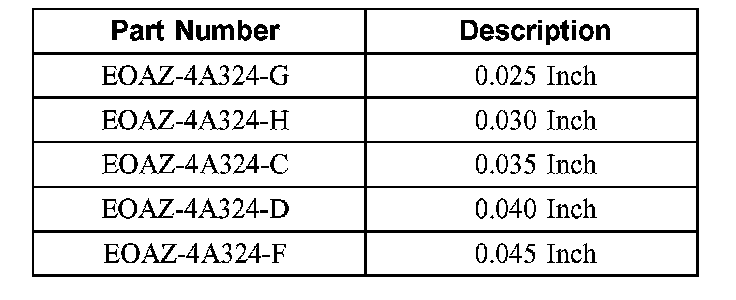 Part Number Description
EOAZ-4A324-G 0.025 Inch
EOAZ-4A324-H 0.030 Inch
EOAZ-4A324-C 0.035 Inch
EOAZ-4A324-D 0.040 Inch
EOAZ-4A324-F 0.045 Inch